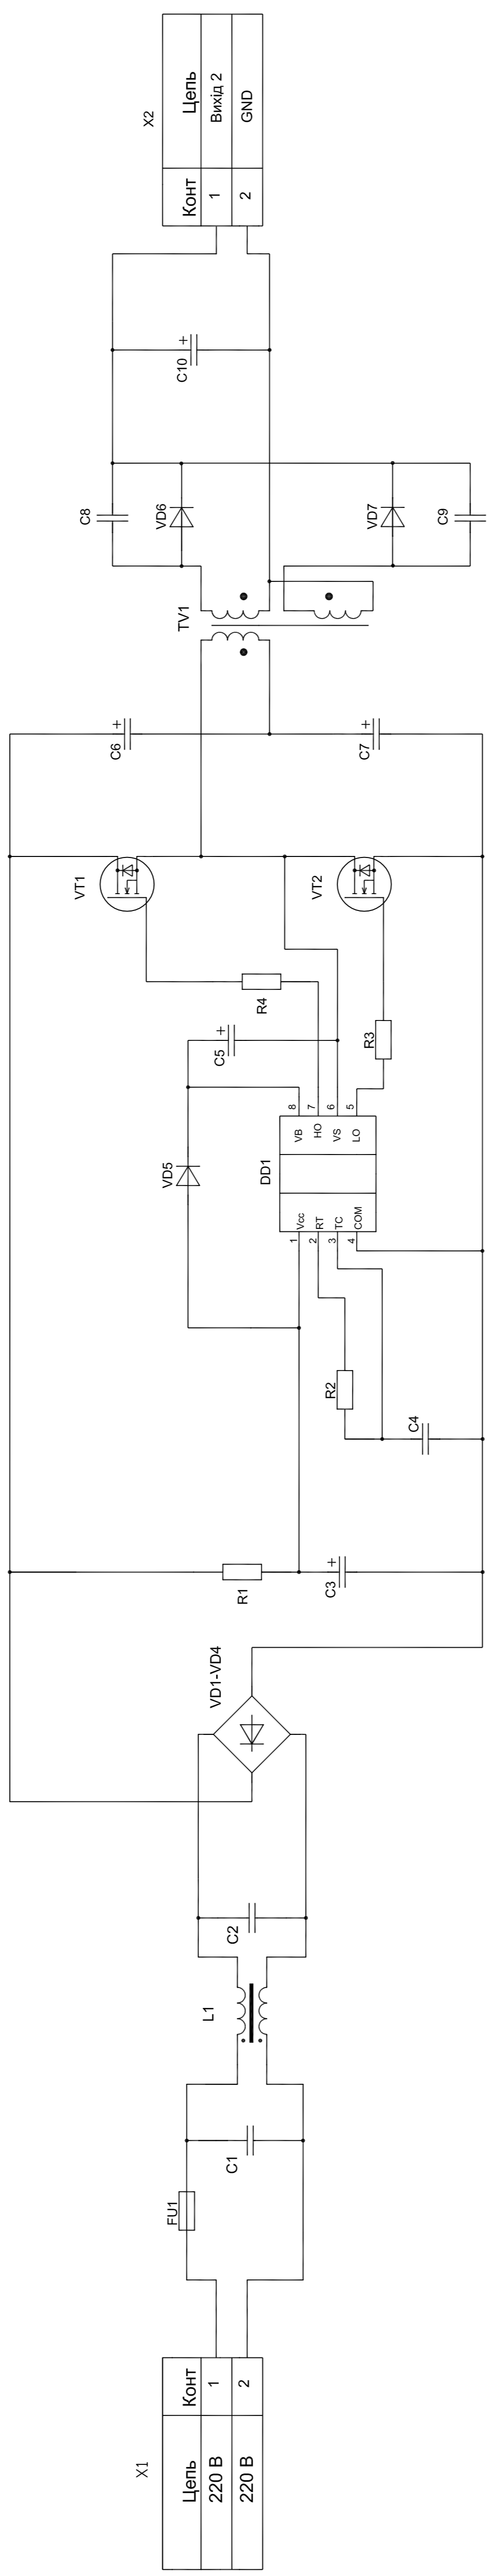 X1
Цепь Конт
220 В 1
220 В 2
FU1
C1
L1
C2
VD1-VD4
R1
C3
R2
C4
VD5
C5
DD1
1 Vcc
2 RT
3 TC
4 COM
VB 8
HO 7
VS 6
LO 5
R4
R3
VT1
VT2
C6
C7
TV1
C8
VD6
VD7
C9
C10
X2
Конт Цепь
1 Вихід 2
2 GND
+
+
+
+
+